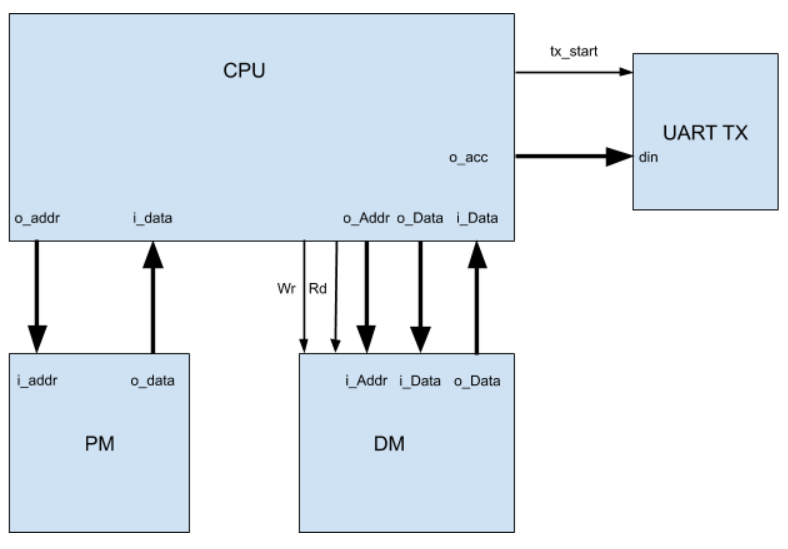 tx_start
CPU
UART TX
o_acc
din
o_addr i_data o_Addr o_Data i_Data
Wr Rd
i_addr o_data i_Addr i_Data o_Data
PM DM